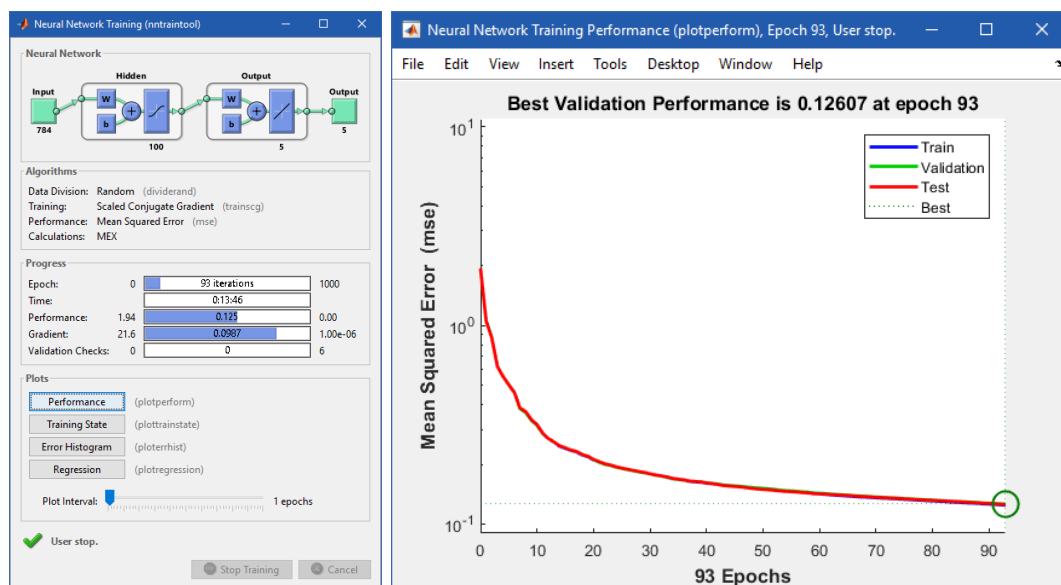 Neural Network Training (nntraintool)
Neural Network
Hidden
Output
Input
W
b
+
W
b
+
Output
784
100
5
5
Algorithms
Data Division: Random (dividerand)
Training: Scaled Conjugate Gradient (trainscg)
Performance: Mean Squared Error (mse)
Calculations: MEX
Progress
Epoch: 0 93 iterations 1000
Time: 0:13:46
Performance: 1.94 0.125 0.00
Gradient: 21.6 0.0987 1.00e-06
Validation Checks: 0 0 6
Plots
Performance (plotperform)
Training State (plottrainstate)
Error Histogram (ploterrhist)
Regression (plotregression)
Plot Interval: 1 epochs
User stop.
Stop Training Cancel
Neural Network Training Performance (plotperform), Epoch 93, User stop.
File Edit View Insert Tools Desktop Window Help
Best Validation Performance is 0.12607 at epoch 93
Mean Squared Error (mse)
10^1
10^0
10^-1
Train
Validation
Test
Best
0 10 20 30 40 50 60 70 80 90
93 Epochs